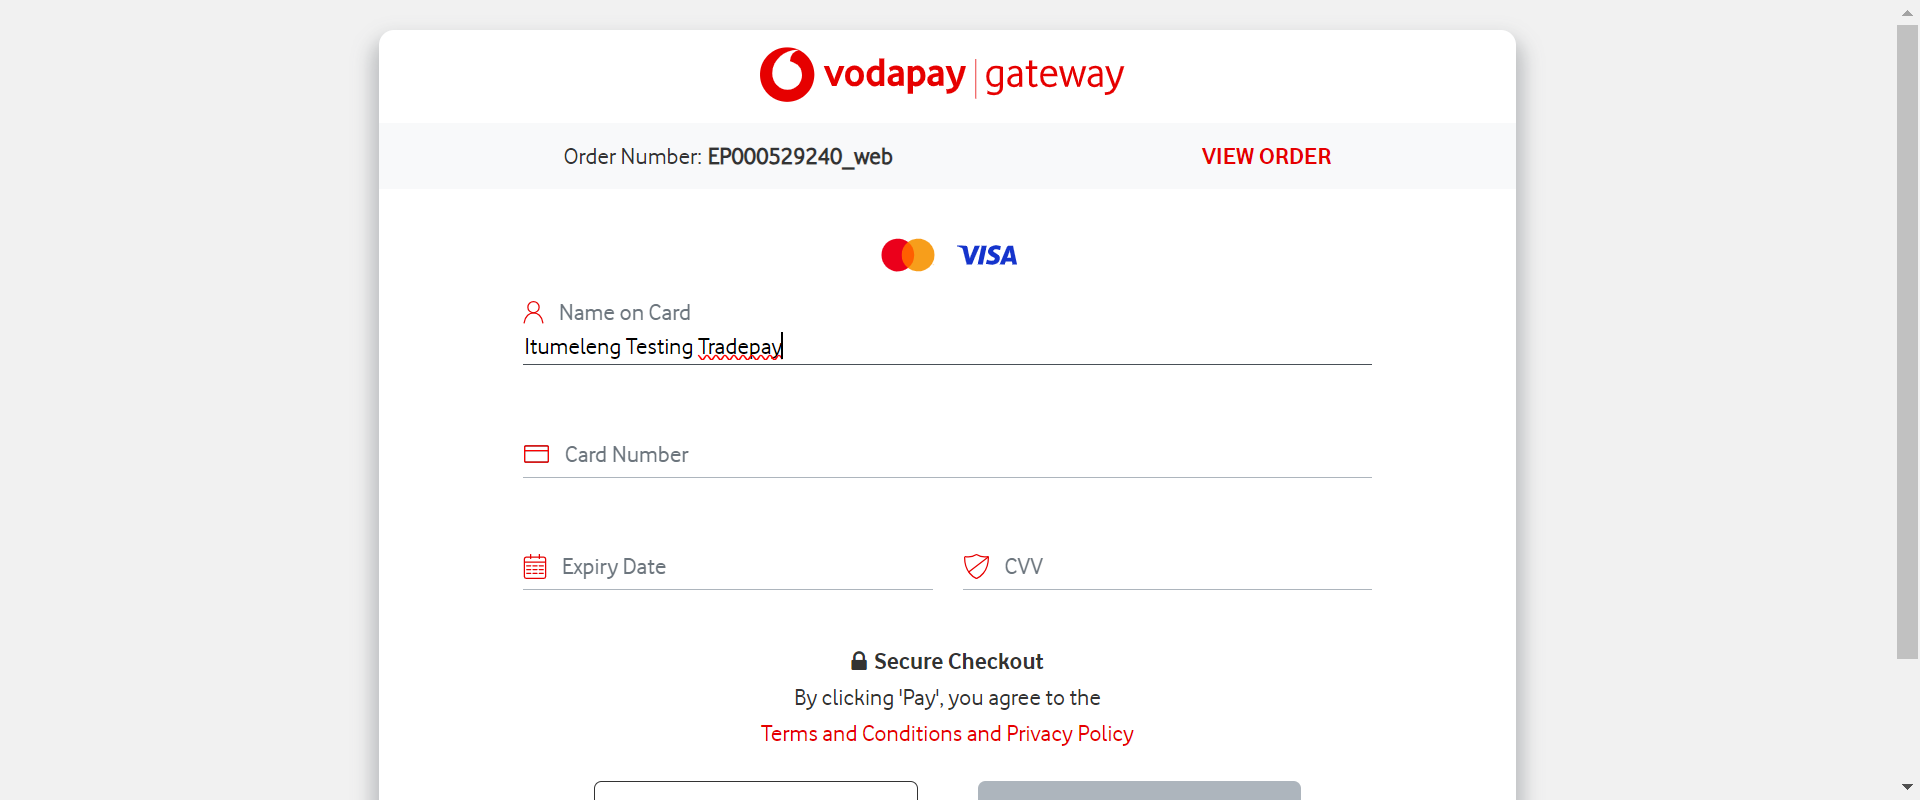 vodapay | gateway
Order Number: EP000529240_web VIEW ORDER
VISA
Name on Card
Itumeleng Testing Tradepay
Card Number
Expiry Date CVV
Secure Checkout
By clicking 'Pay', you agree to the
Terms and Conditions and Privacy Policy